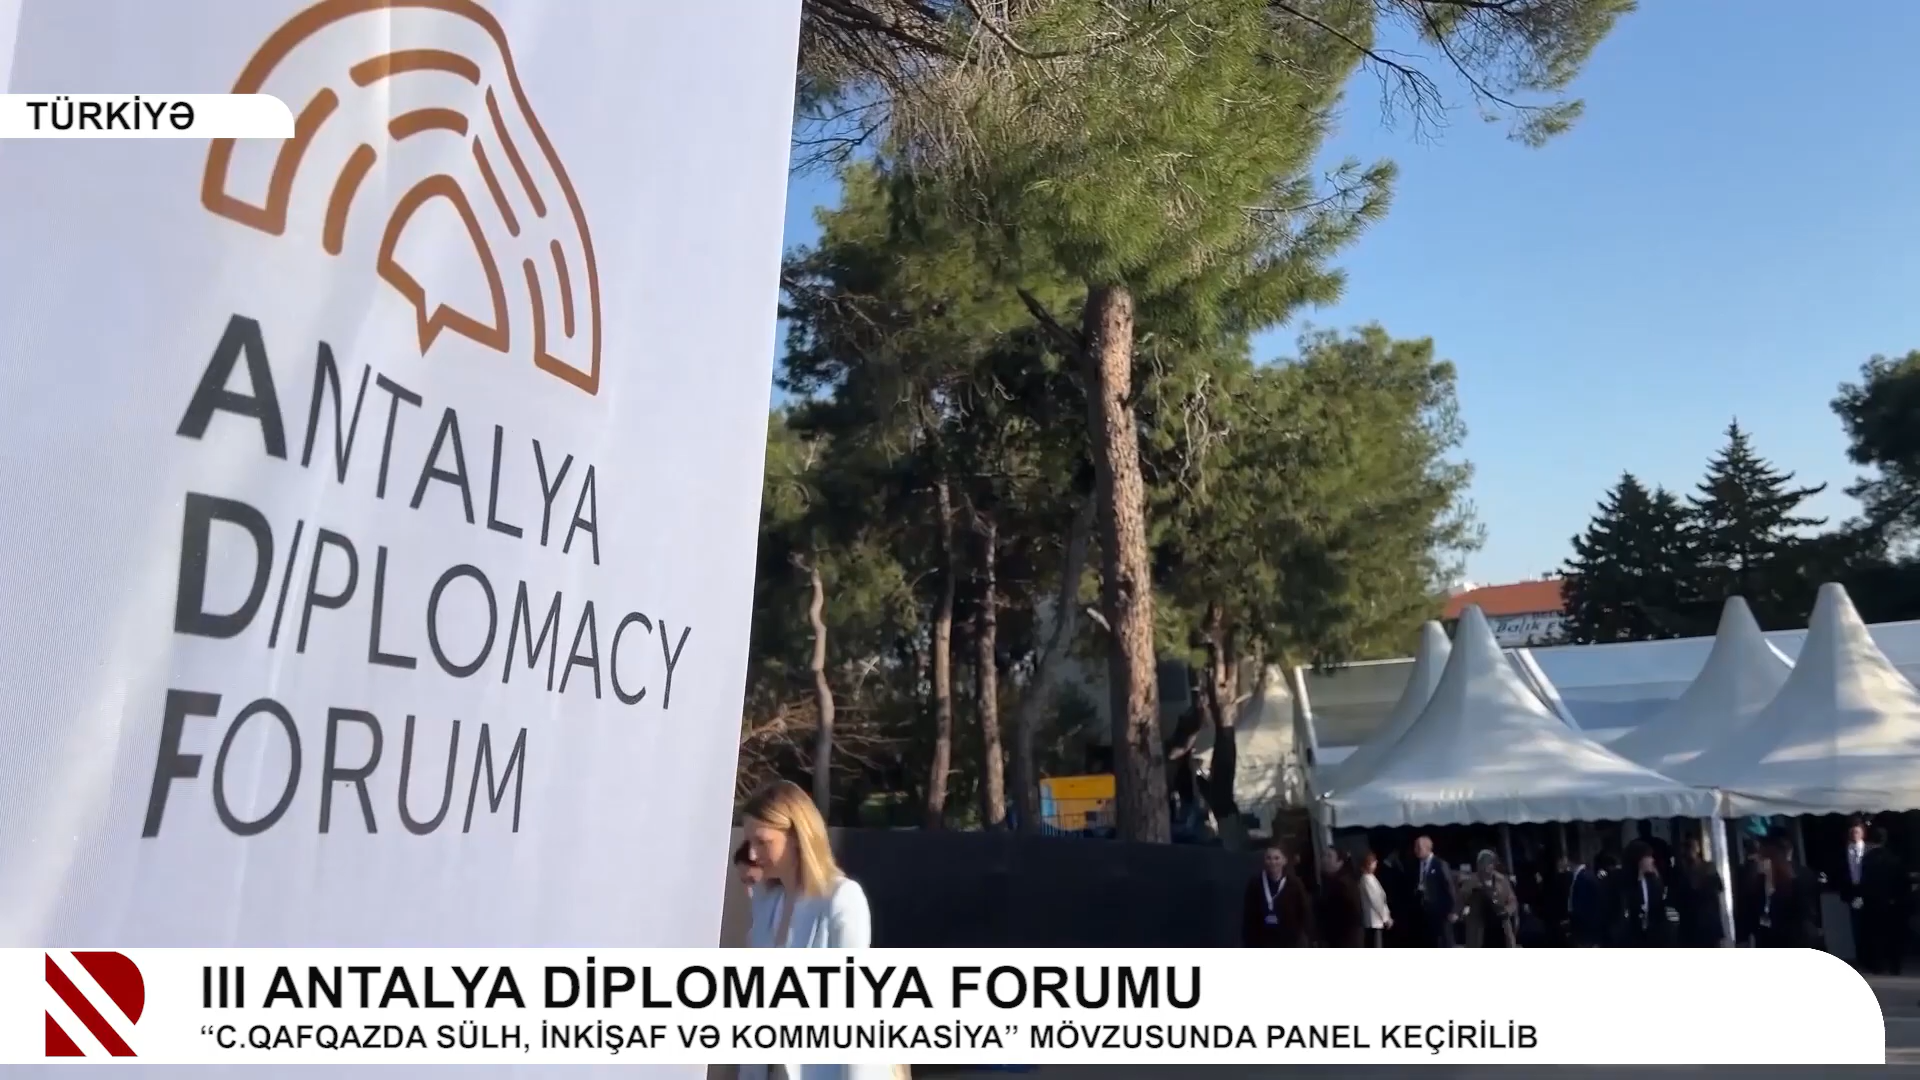 TÜRKİYƏ
ANTALYA
DIPLOMACY
FORUM
III ANTALYA DİPLOMATİYA FORUMU
“C.QAFQAZDA SÜLH, İNKİŞAF VƏ KOMMUNİKASİYA” MÖVZUSUNDA PANEL KEÇİRİLİB